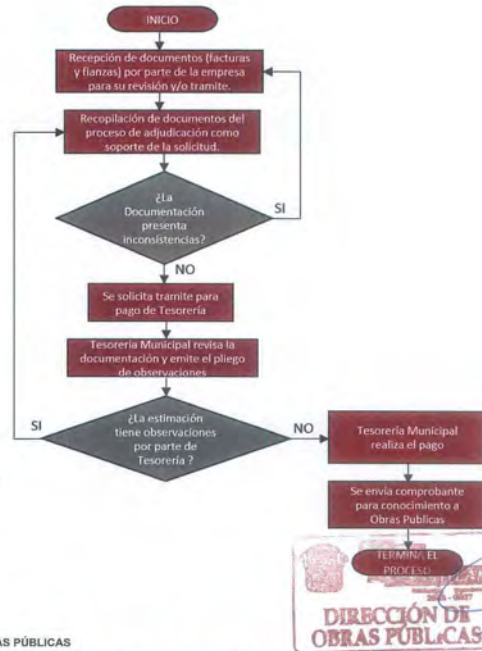 INICIO
Recepción de documentos (facturas
y fianzas) por parte de la empresa
para su revisión y/o tramite.
Recopilación de documentos del
proceso de adjudicación como
soporte de la solicitud.
¿La
Documentación
presenta
inconsistencias?
SI
NO
Se solicita tramite para
pago de Tesorería
Tesorería Municipal revisa la
documentación y emite el pliego
de observaciones
SI
¿La estimación
tiene observaciones
por parte de
Tesorería ?
NO
Tesorería Municipal
realiza el pago
Se envía comprobante
para conocimiento a
Obras Publicas
TERMINA EL
PROCESO
DIRECCIÓN DE
OBRAS PÚBLICAS
AS PÚBLICAS